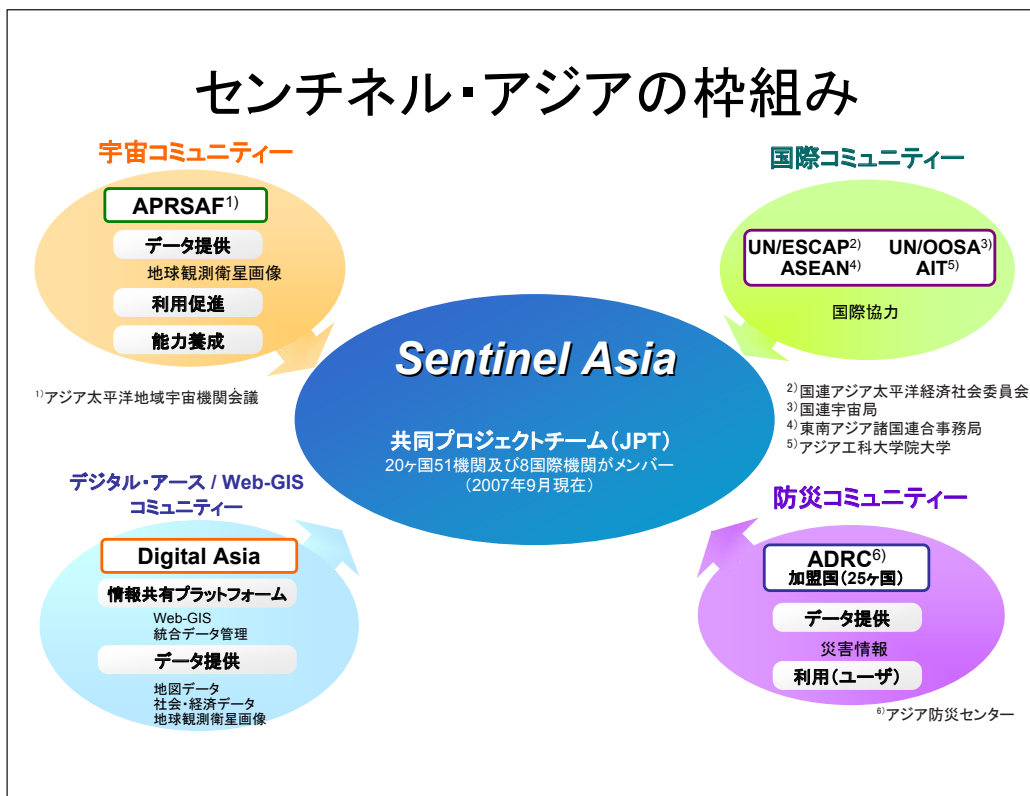 センチネル・アジアの枠組み
宇宙コミュニティー
APRSAF1)
データ提供
地球観測衛星画像
利用促進
能力養成
1)アジア太平洋地域宇宙機関会議
国際コミュニティー
UN/ESCAP2) UN/OOSA3)
ASEAN4) AIT5)
国際協力
2)国連アジア太平洋経済社会委員会
3)国連宇宙局
4)東南アジア諸国連合事務局
5)アジア工科大学院大学
Sentinel Asia
共同プロジェクトチーム(JPT)
20ヶ国51機関及び8国際機関がメンバー
(2007年9月現在)
デジタル・アース / Web-GIS
コミュニティー
Digital Asia
情報共有プラットフォーム
Web-GIS
統合データ管理
データ提供
地図データ
社会・経済データ
地球観測衛星画像
防災コミュニティー
ADRC6)
加盟国(25ヶ国)
データ提供
災害情報
利用(ユーザ)
6)アジア防災センター